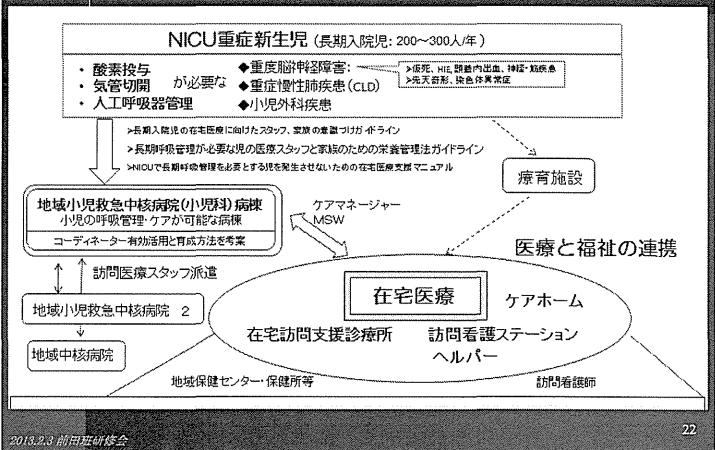 NICU重症新生児（長期入院児：200～300人/年）
・ 酸素投与
・ 気管切開 が必要な
・ 人工呼吸器管理
◆重度脳神経障害：
◆重症慢性肺疾患（CLD）
◆小児外科疾患
➢仮死、HIE、頭蓋内出血、神経・筋疾患
➢先天奇形、染色体異常症
➢長期入院児の在宅医療に向けたスタッフ、家族の意識づけガイドライン
➢長期呼吸管理が必要な児の医療スタッフと家族のための栄養管理法ガイドライン
➢NICUで長期呼吸管理を必要とする児を発生させないための在宅医療支援マニュアル
療育施設
地域小児救急中核病院（小児科）病棟
小児の呼吸管理・ケアが可能な病棟
コーディネーター有効活用と育成方法を考案
ケアマネージャー
MSW
医療と福祉の連携
訪問医療スタッフ派遣
地域小児救急中核病院 2
地域中核病院
在宅医療
ケアホーム
在宅訪問支援診療所
訪問看護ステーション
ヘルパー
地域保健センター・保健所等
訪問看護師
2013.2.3 前田班研修会
22